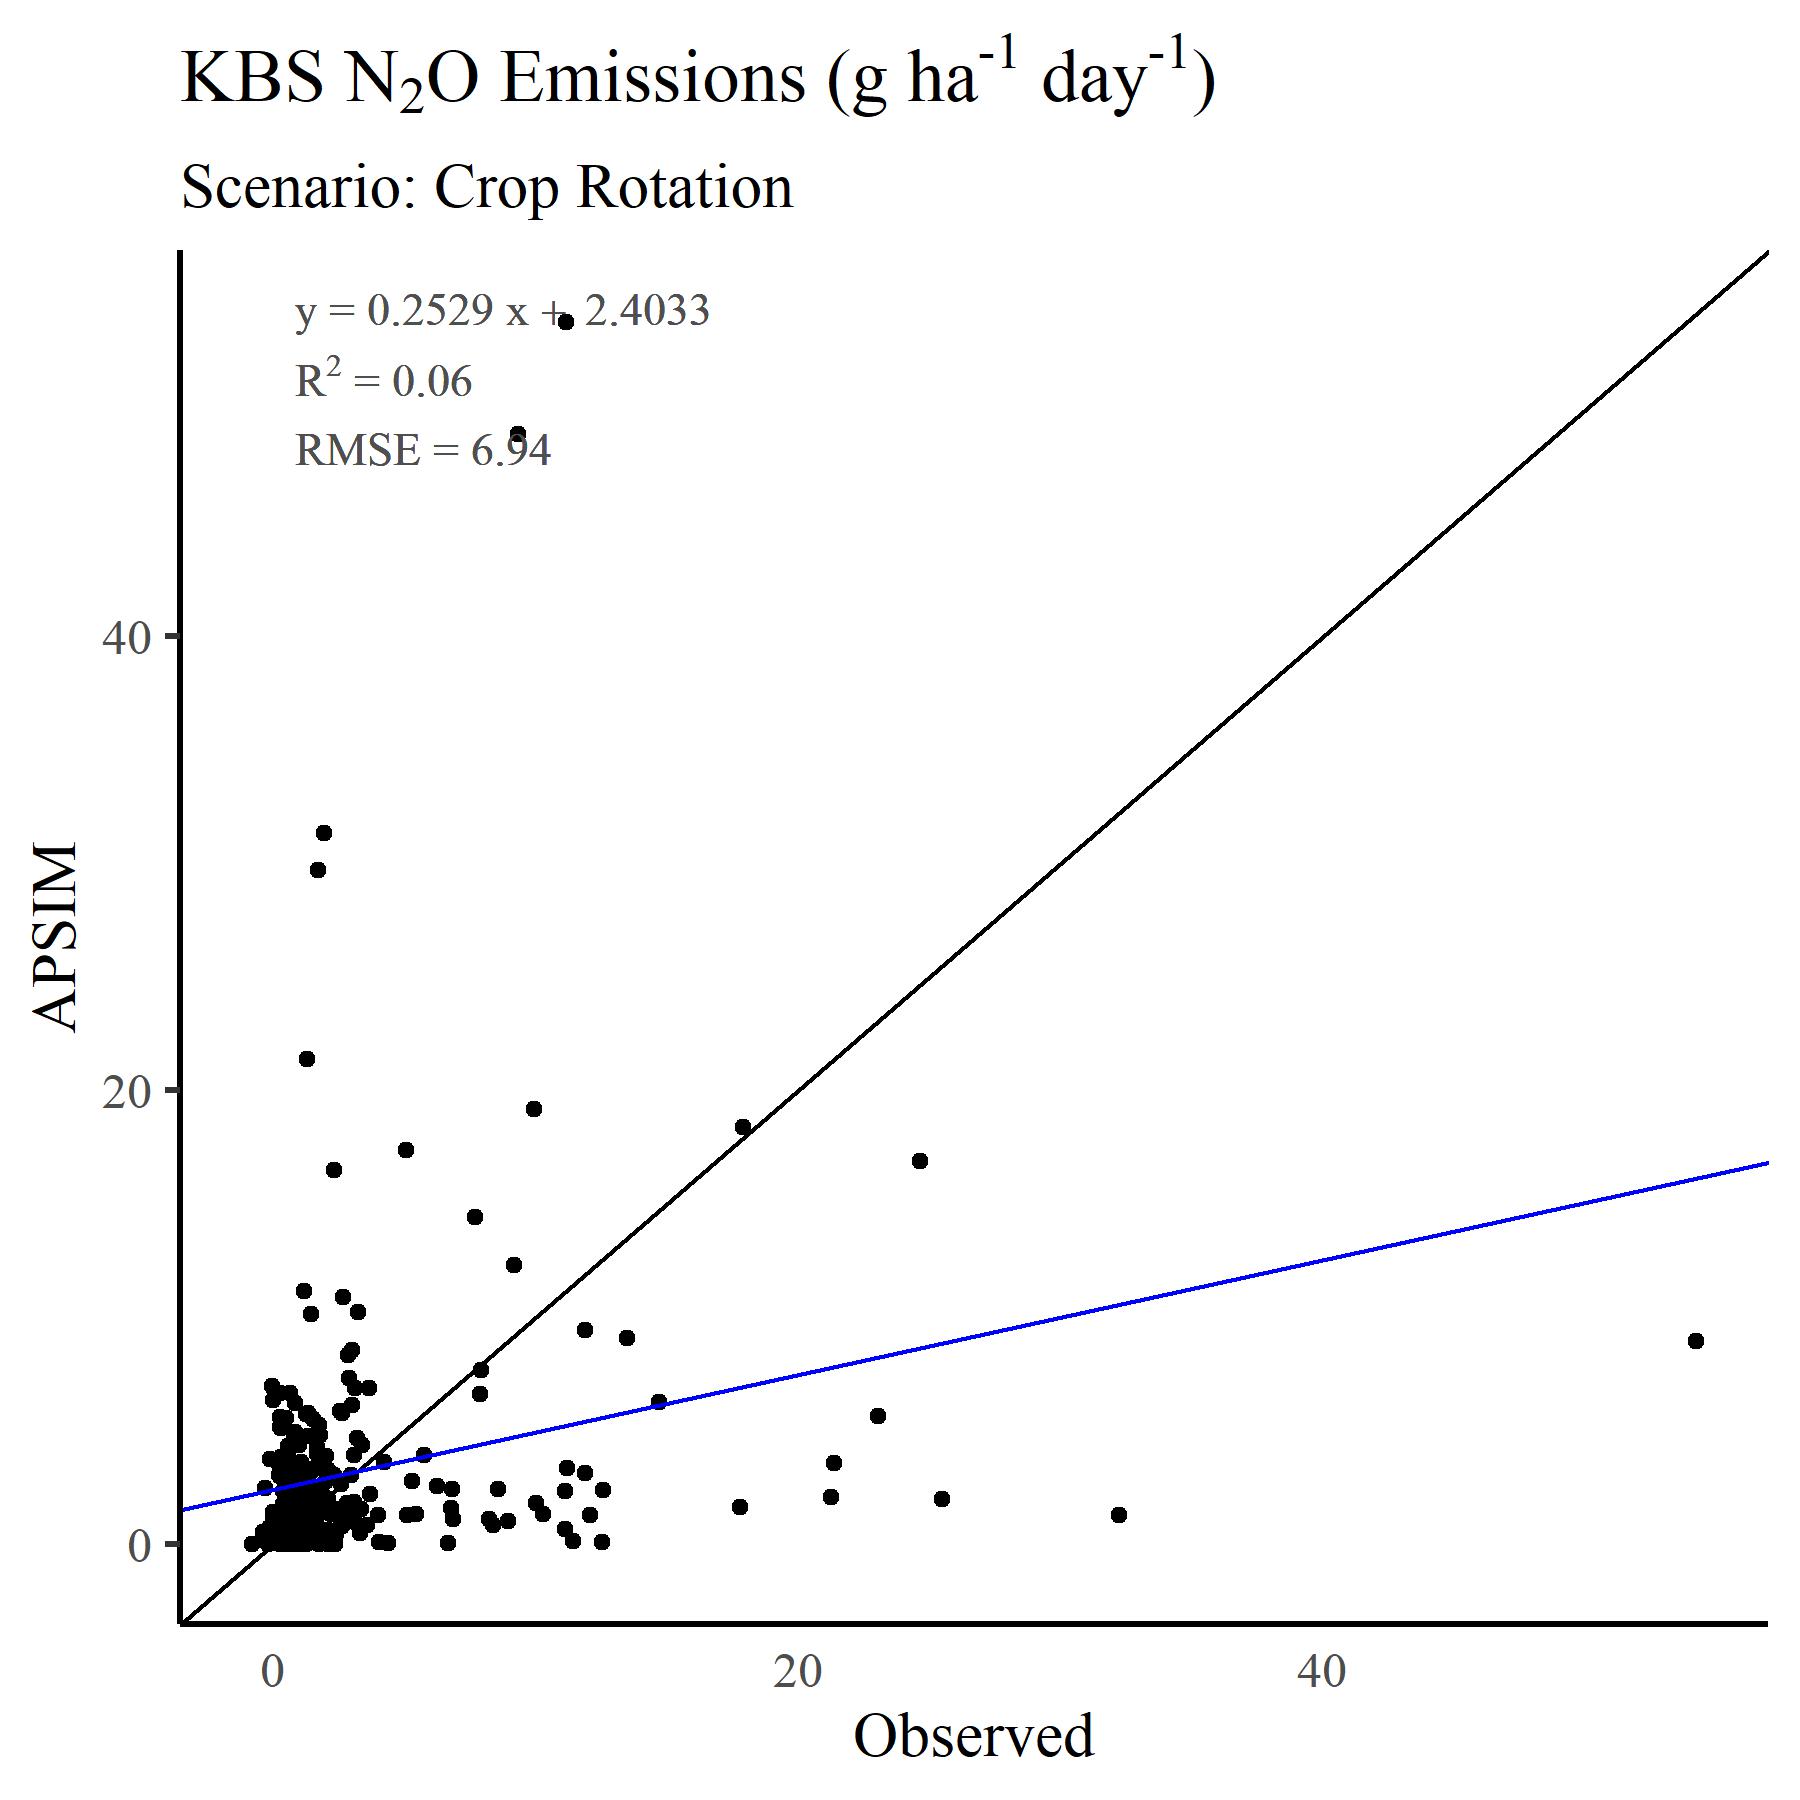 KBS N₂O Emissions (g ha⁻¹ day⁻¹)
Scenario: Crop Rotation
y = 0.2529 x + 2.4033
R² = 0.06
RMSE = 6.94
40
20
0
APSIM
0 20 40
Observed